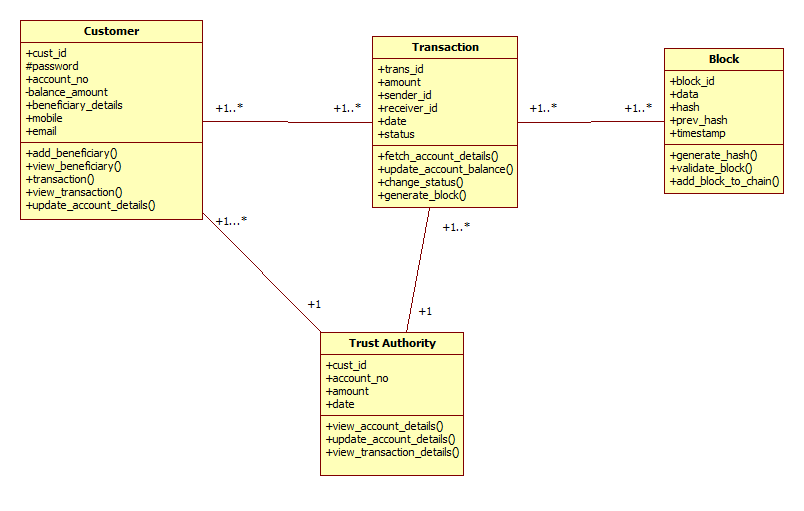 Customer
+cust_id
#password
+account_no
-balance_amount
+beneficiary_details
+mobile
+email
+add_beneficiary()
+view_beneficiary()
+transaction()
+view_transaction()
+update_account_details()
+1..*
+1..*
Transaction
+trans_id
+amount
+sender_id
+receiver_id
+date
+status
+fetch_account_details()
+update_account_balance()
+change_status()
+generate_block()
+1..*
+1..*
Block
+block_id
+data
+hash
+prev_hash
+timestamp
+generate_hash()
+validate_block()
+add_block_to_chain()
+1...*
+1
+1..*
+1
Trust Authority
+cust_id
+account_no
+amount
+date
+view_account_details()
+update_account_details()
+view_transaction_details()